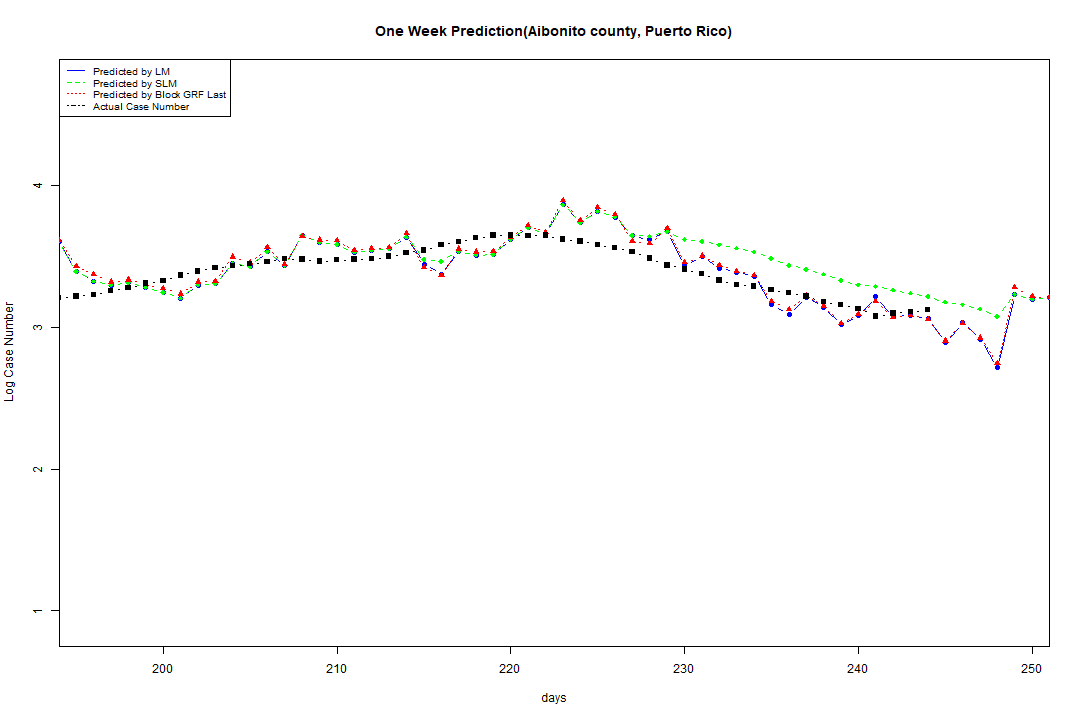 One Week Prediction(Aibonito county, Puerto Rico)
Predicted by LM
Predicted by SLM
Predicted by Block GRF Last
Actual Case Number
4
3
2
1
Log Case Number
200 210 220 230 240 250
days